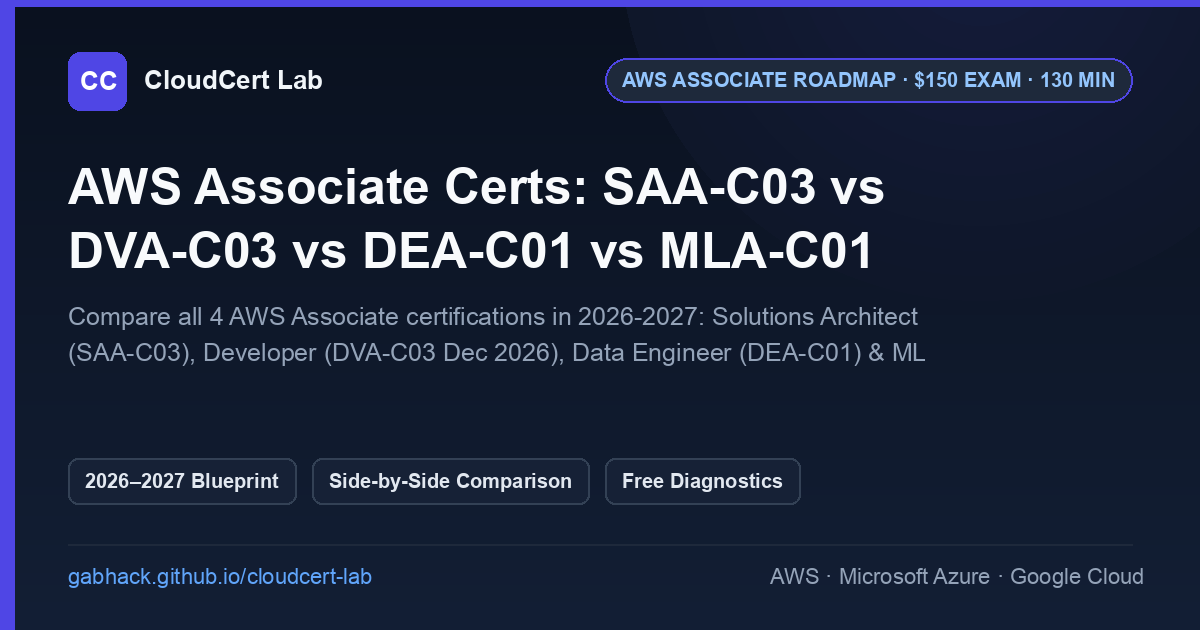 CC
CloudCert Lab
AWS ASSOCIATE ROADMAP · $150 EXAM · 130 MIN
AWS Associate Certs: SAA-C03 vs
DVA-C03 vs DEA-C01 vs MLA-C01
Compare all 4 AWS Associate certifications in 2026-2027: Solutions Architect
(SAA-C03), Developer (DVA-C03 Dec 2026), Data Engineer (DEA-C01) & ML
2026–2027 Blueprint
Side-by-Side Comparison
Free Diagnostics
gabhack.github.io/cloudcert-lab
AWS · Microsoft Azure · Google Cloud